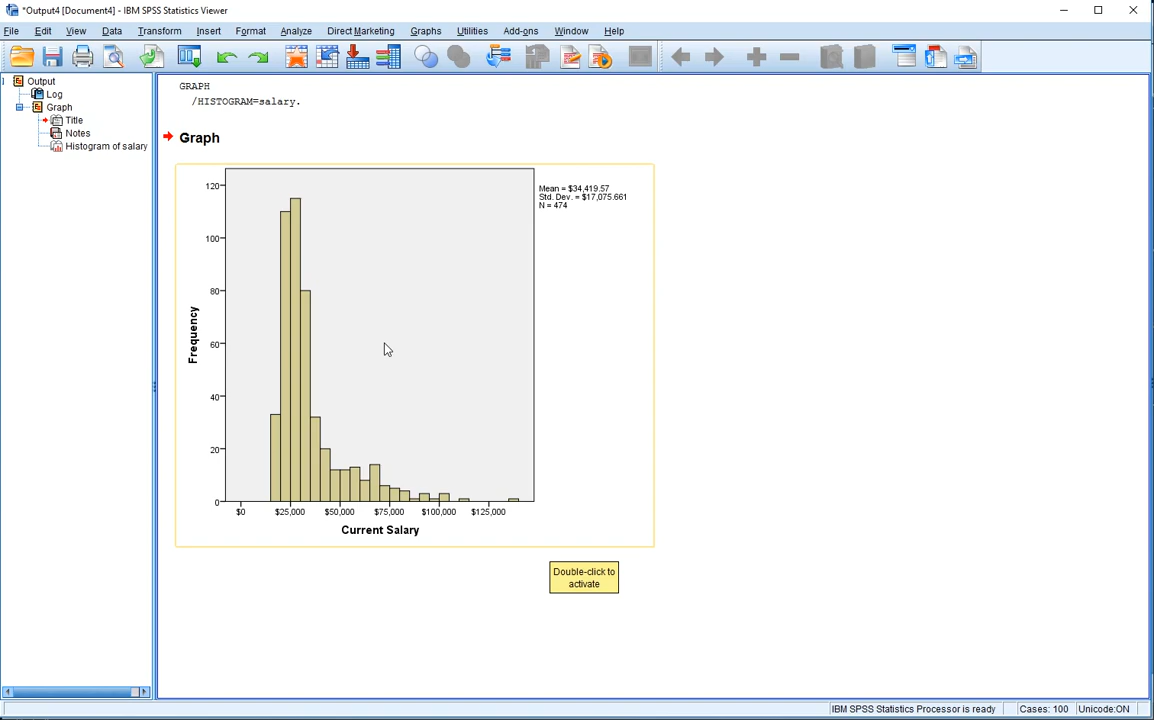 *Output4 [Document4] - IBM SPSS Statistics Viewer
File Edit View Data Transform Insert Format Analyze Direct Marketing Graphs Utilities Add-ons Window Help
Output
Log
Graph
Title
Notes
Histogram of salary
GRAPH
/HISTOGRAM=salary.
Graph
Mean = $34,419.57
Std. Dev. = $17,075.661
N = 474
120
100
80
60
40
20
0
Frequency
$0 $25,000 $50,000 $75,000 $100,000 $125,000
Current Salary
Double-click to
activate
IBM SPSS Statistics Processor is ready Cases: 100 Unicode:ON